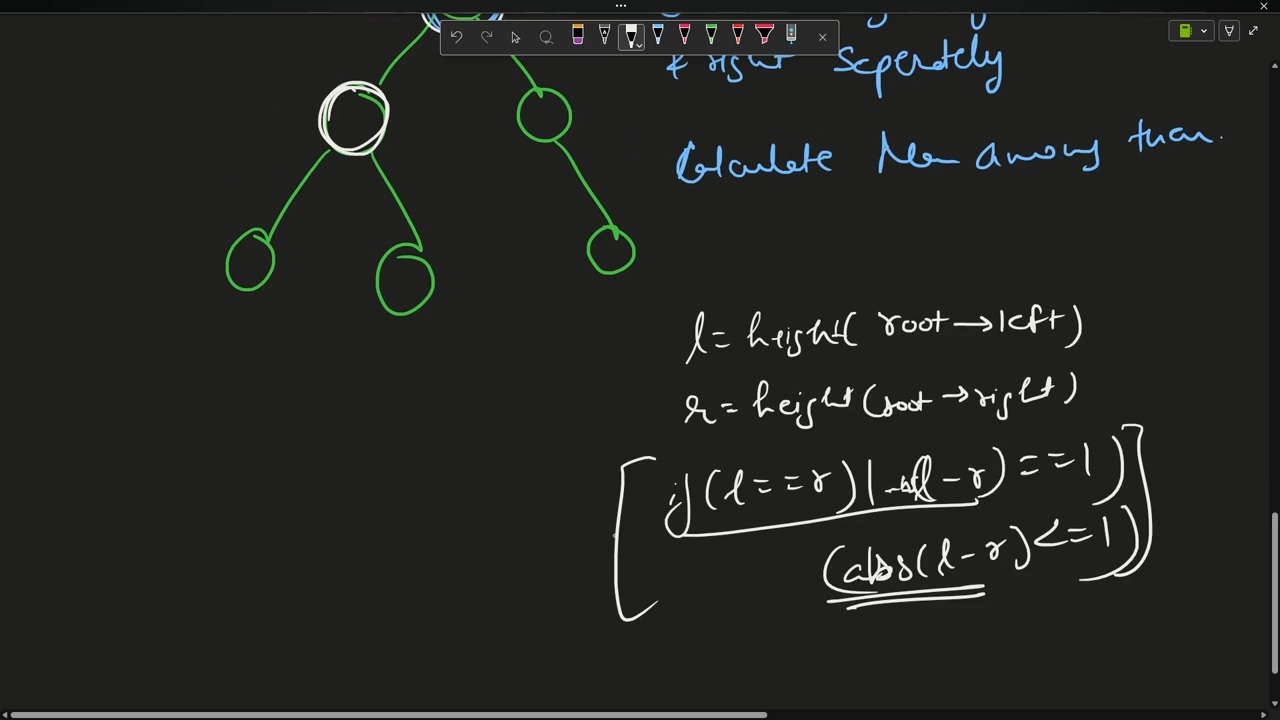 & right Seperately
Calculate Max among them.
l = height( root→left)
r = height(root→right)
if(l==r)|-(l-r)==1)
(abs(l-r)<=1)